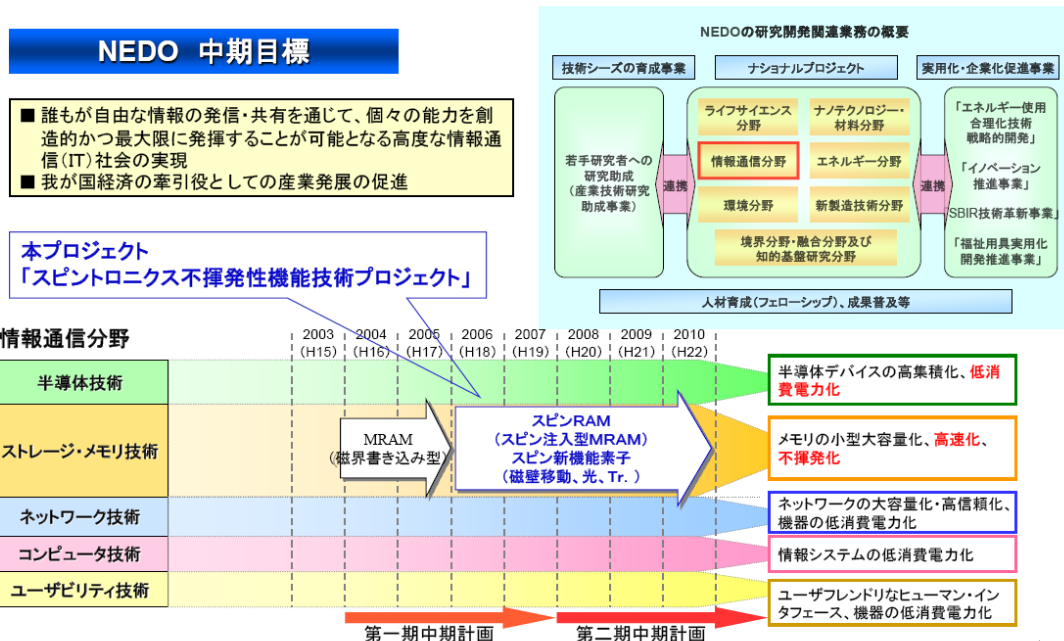 NEDO 中期目標
■ 誰もが自由な情報の発信・共有を通じて、個々の能力を創
造的かつ最大限に発揮することが可能となる高度な情報通
信(IT)社会の実現
■ 我が国経済の牽引役としての産業発展の促進
NEDOの研究開発関連業務の概要
技術シーズの育成事業
ナショナルプロジェクト
実用化・企業化促進事業
若手研究者への
研究助成
(産業技術研究
助成事業)
連携
ライフサイエンス
分野
ナノテクノロジー・
材料分野
情報通信分野
エネルギー分野
環境分野
新製造技術分野
境界分野・融合分野及び
知的基盤研究分野
連携
「エネルギー使用
合理化技術
戦略的開発」
「イノベーション
推進事業」
SBIR技術革新事業」
「福祉用具実用化
開発推進事業」
人材育成(フェローシップ)、成果普及等
本プロジェクト
「スピントロニクス不揮発性機能技術プロジェクト」
情報通信分野
2003 2004 2005 2006 2007 2008 2009 2010
(H15) (H16) (H17) (H18) (H19) (H20) (H21) (H22)
半導体技術
半導体デバイスの高集積化、低消
費電力化
ストレージ・メモリ技術
MRAM
(磁界書き込み型)
スピンRAM
(スピン注入型MRAM)
スピン新機能素子
(磁壁移動、光、Tr. )
メモリの小型大容量化、高速化、
不揮発化
ネットワーク技術
ネットワークの大容量化・高信頼化、
機器の低消費電力化
コンピュータ技術
情報システムの低消費電力化
ユーザビリティ技術
ユーザフレンドリなヒューマン・イン
タフェース、機器の低消費電力化
第一期中期計画
第二期中期計画